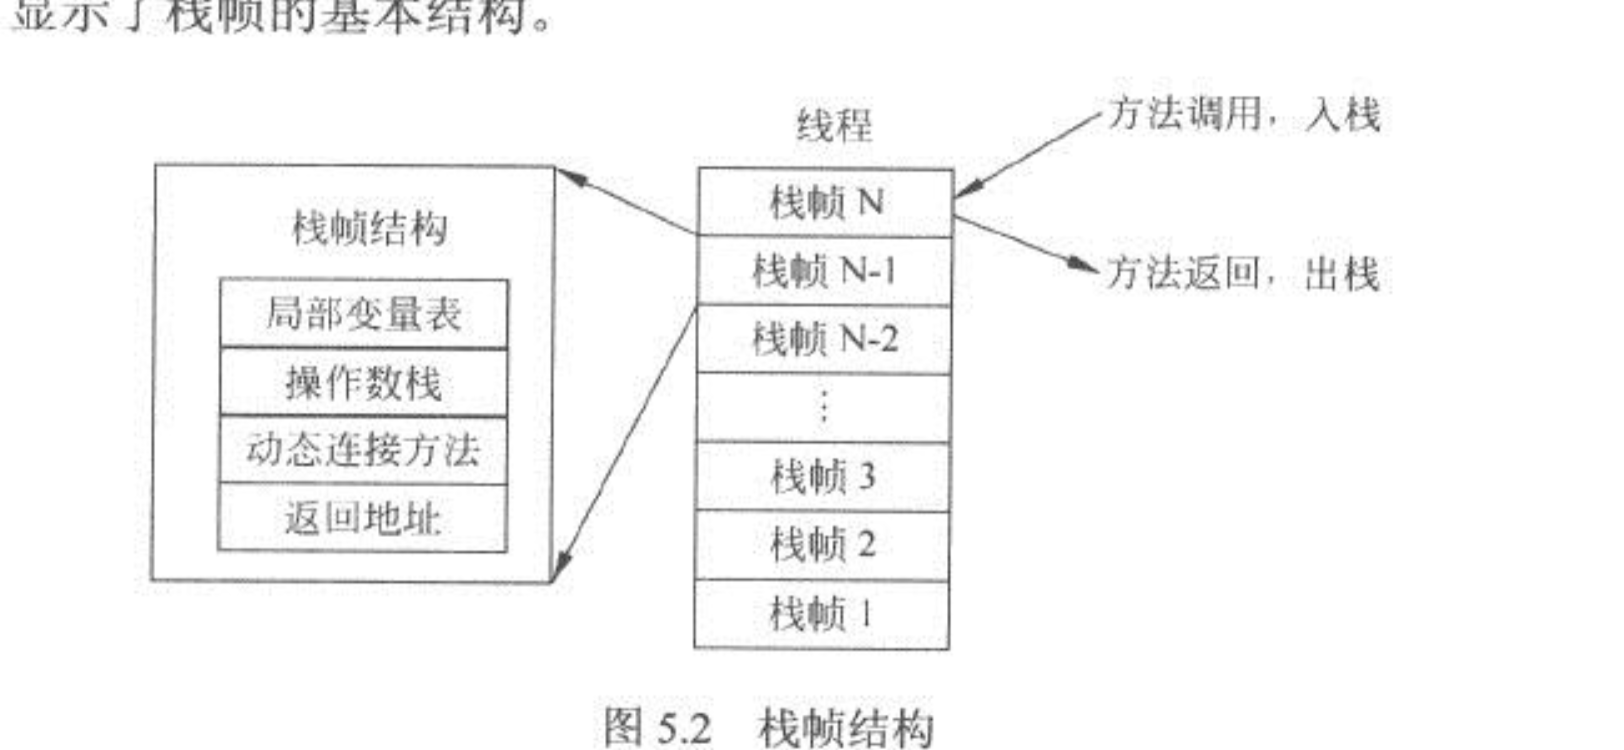 显示了栈帧的基本结构。
线程
方法调用，入栈
栈帧 N
栈帧结构
栈帧 N-1
方法返回，出栈
局部变量表
栈帧 N-2
操作数栈
⋮
动态连接方法
栈帧 3
返回地址
栈帧 2
栈帧 1
图 5.2 栈帧结构